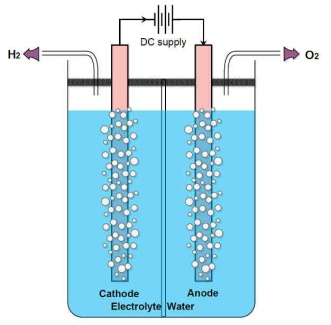 DC supply
H2
O2
Cathode
Anode
Electrolyte Water